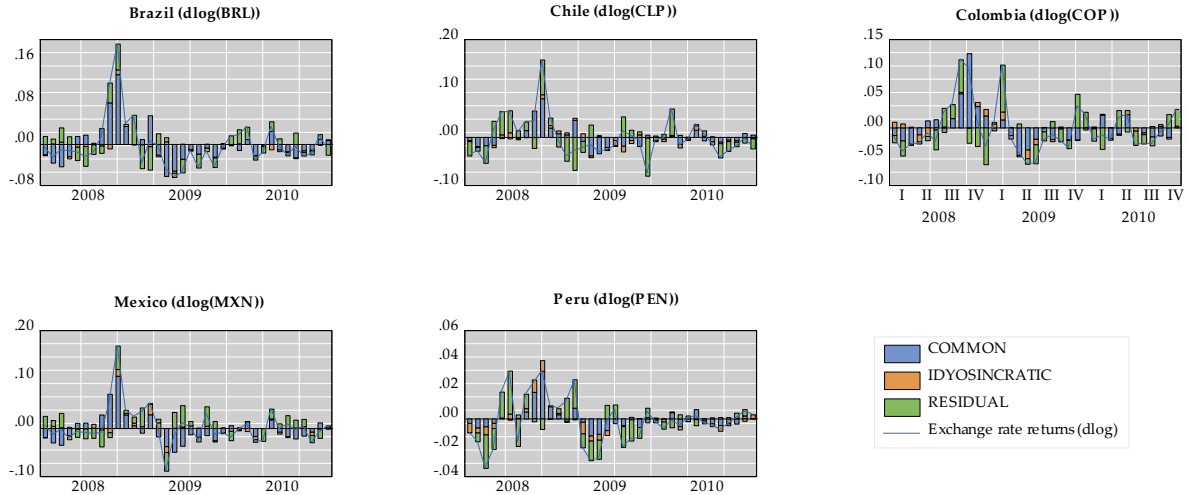 Brazil (dlog(BRL))
.16
.08
.00
-.08
2008 2009 2010
Chile (dlog(CLP))
.20
.10
.00
-.10
2008 2009 2010
Colombia (dlog(COP))
.15
.10
.05
.00
-.05
-.10
I II III IV I II III IV I II III IV
2008 2009 2010
Mexico (dlog(MXN))
.20
.10
.00
-.10
2008 2009 2010
Peru (dlog(PEN))
.06
.04
.02
.00
-0.02
-.04
2008 2009 2010
COMMON
IDYOSINCRATIC
RESIDUAL
Exchange rate returns (dlog)